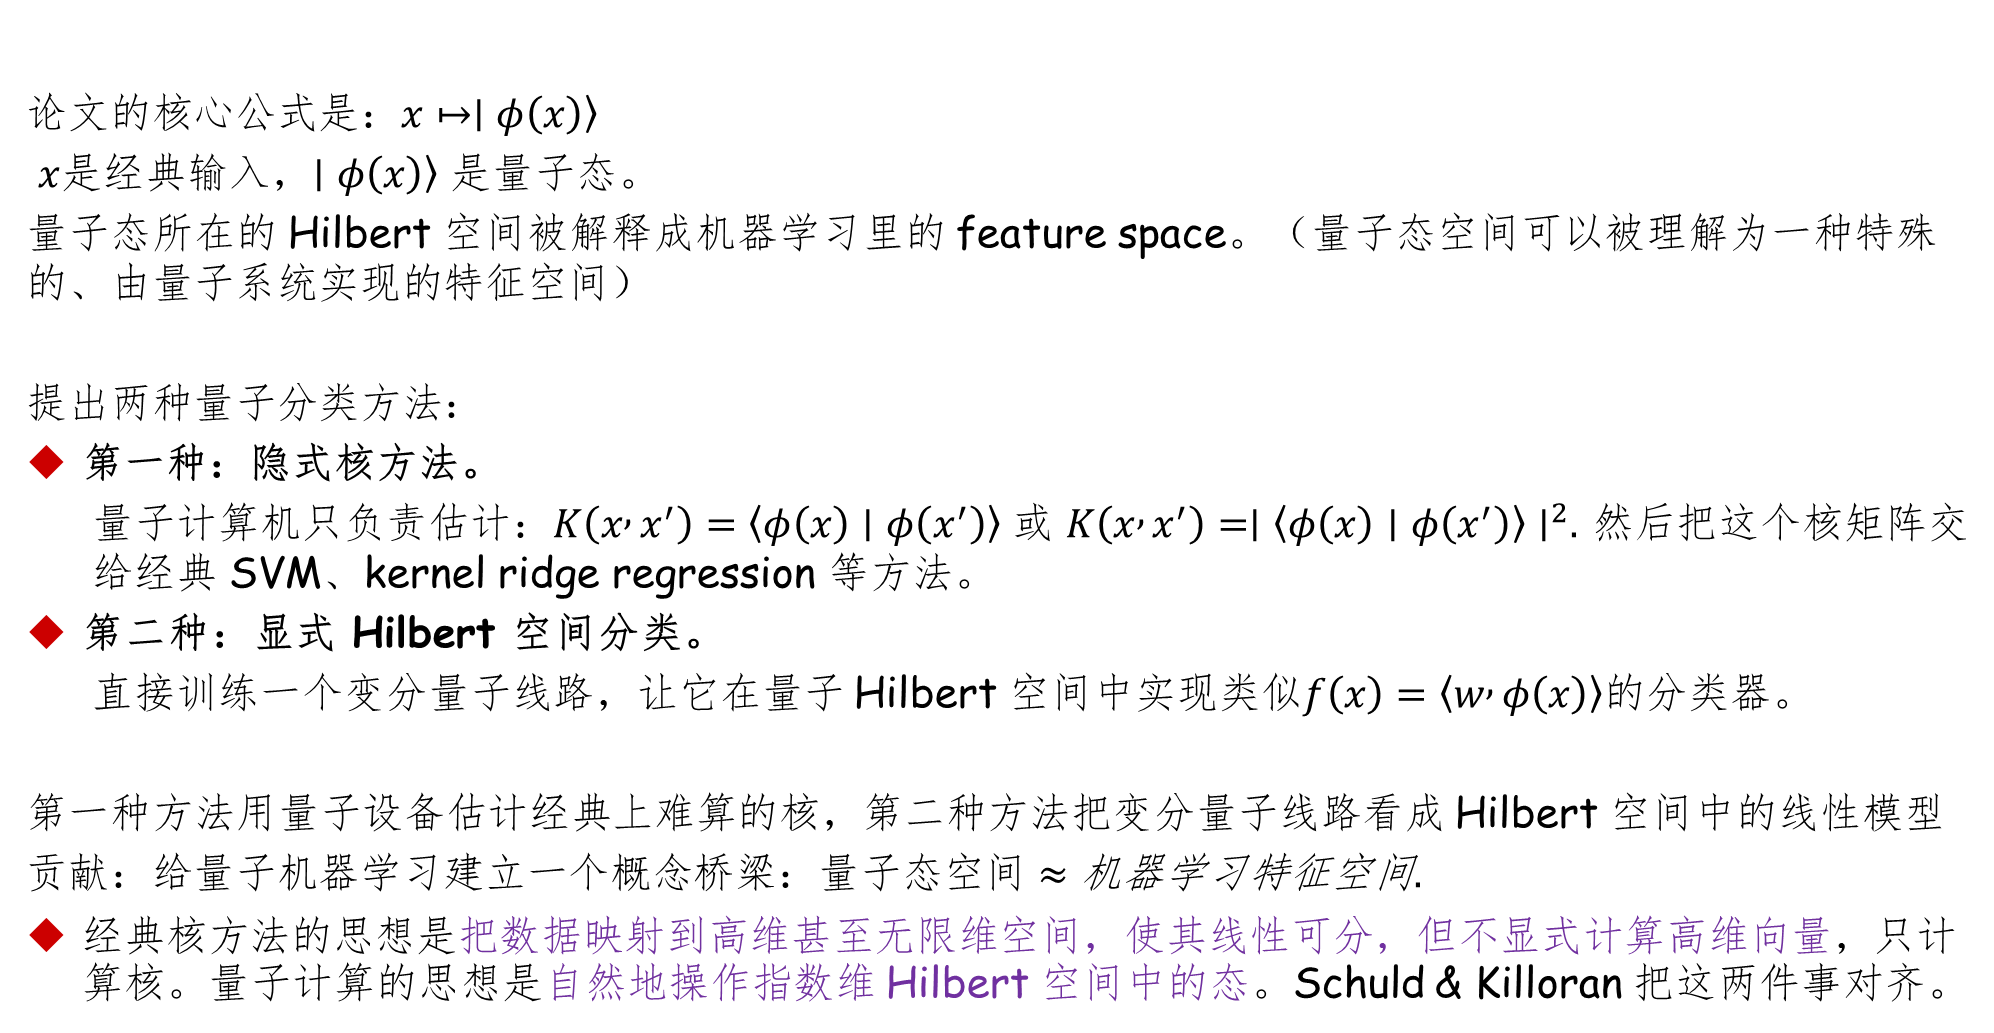 论文的核心公式是：𝑥 ↦∣ 𝜙(𝑥)⟩
𝑥是经典输入，∣ 𝜙(𝑥)⟩ 是量子态。
量子态所在的 Hilbert 空间被解释成机器学习里的 feature space。（量子态空间可以被理解为一种特殊
的、由量子系统实现的特征空间）
提出两种量子分类方法：
◆ 第一种：隐式核方法。
量子计算机只负责估计：𝐾(𝑥, 𝑥′) = ⟨𝜙(𝑥) ∣ 𝜙(𝑥′)⟩ 或 𝐾(𝑥, 𝑥′) =∣ ⟨𝜙(𝑥) ∣ 𝜙(𝑥′)⟩ ∣². 然后把这个核矩阵交
给经典 SVM、kernel ridge regression 等方法。
◆ 第二种：显式 Hilbert 空间分类。
直接训练一个变分量子线路，让它在量子 Hilbert 空间中实现类似𝑓(𝑥) = ⟨𝑤, 𝜙(𝑥)⟩的分类器。
第一种方法用量子设备估计经典上难算的核，第二种方法把变分量子线路看成 Hilbert 空间中的线性模型
贡献：给量子机器学习建立一个概念桥梁：量子态空间 ≈ 机器学习特征空间.
◆ 经典核方法的思想是把数据映射到高维甚至无限维空间，使其线性可分，但不显式计算高维向量，只计
算核。量子计算的思想是自然地操作指数维 Hilbert 空间中的态。Schuld & Killoran 把这两件事对齐。